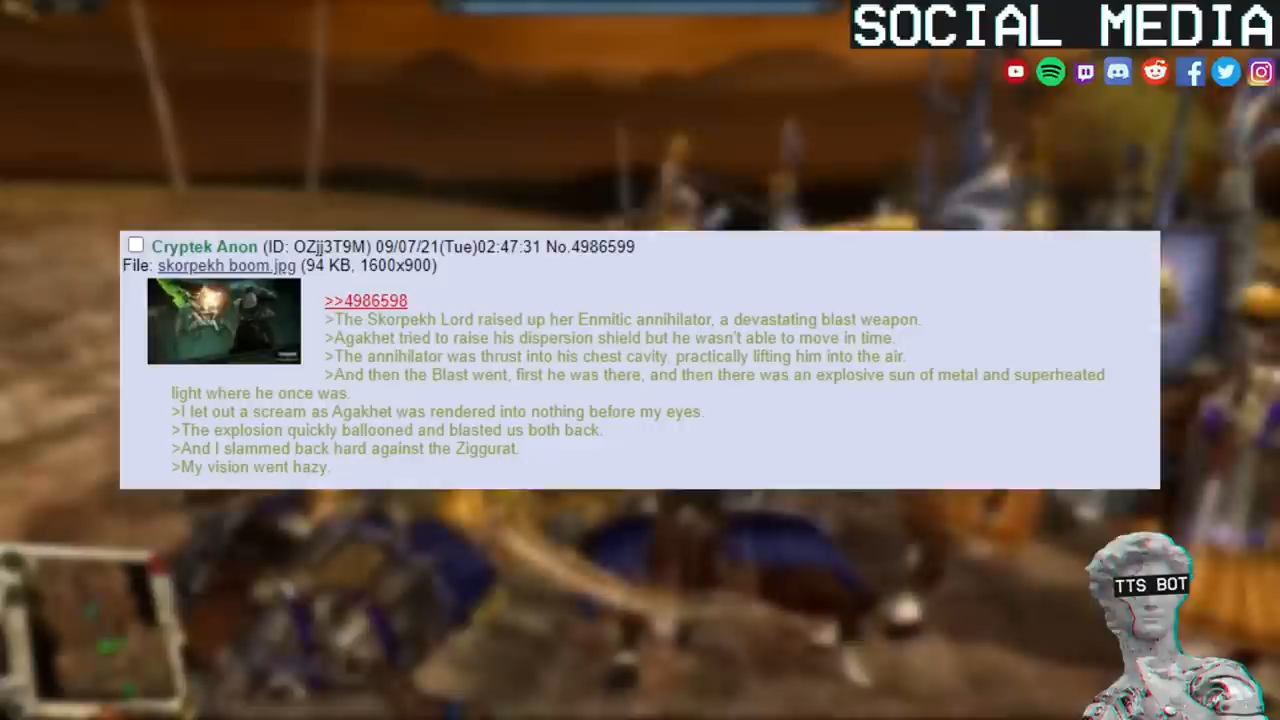 SOCIAL MEDIA
Cryptek Anon (ID: OZjj3T9M) 09/07/21(Tue)02:47:31 No.4986599
File: skorpekh boom.jpg (94 KB, 1600x900)
>>4986598
>The Skorpekh Lord raised up her Enmitic annihilator, a devastating blast weapon.
>Agakhet tried to raise his dispersion shield but he wasn't able to move in time.
>The annihilator was thrust into his chest cavity, practically lifting him into the air.
>And then the Blast went, first he was there, and then there was an explosive sun of metal and superheated
light where he once was.
>I let out a scream as Agakhet was rendered into nothing before my eyes.
>The explosion quickly ballooned and blasted us both back.
>And I slammed back hard against the Ziggurat.
>My vision went hazy.
TTS BOT